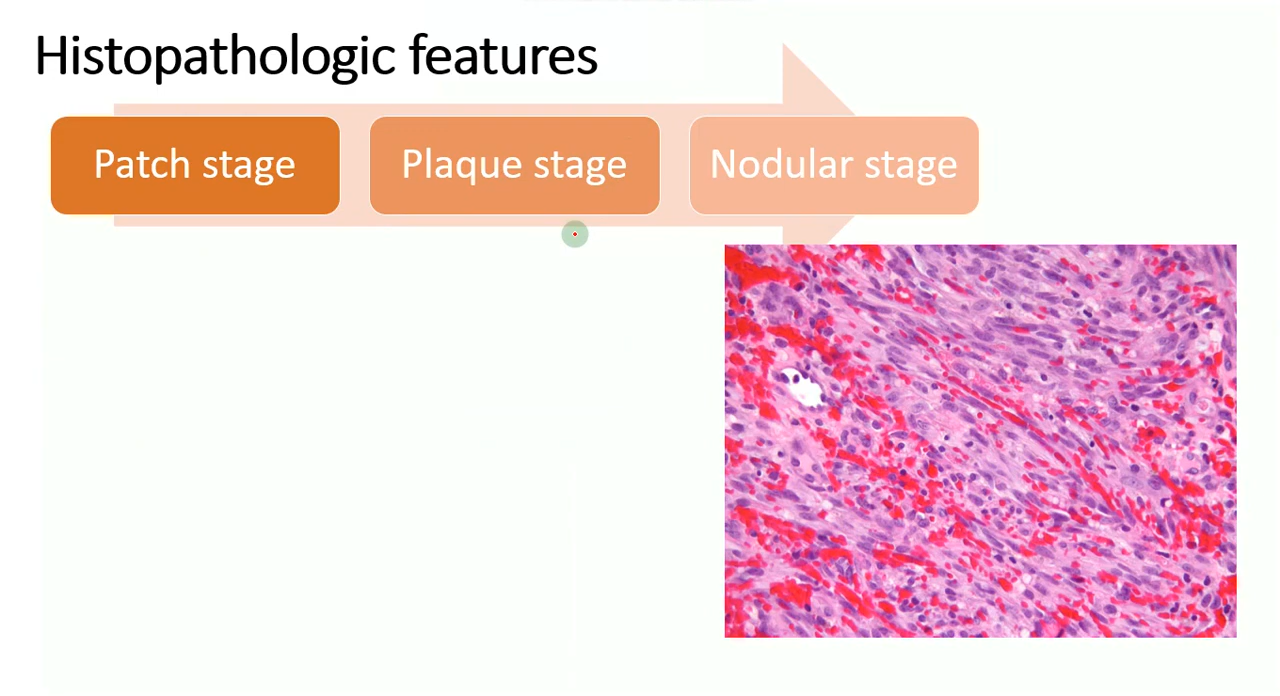 Histopathologic features
Patch stage
Plaque stage
Nodular stage